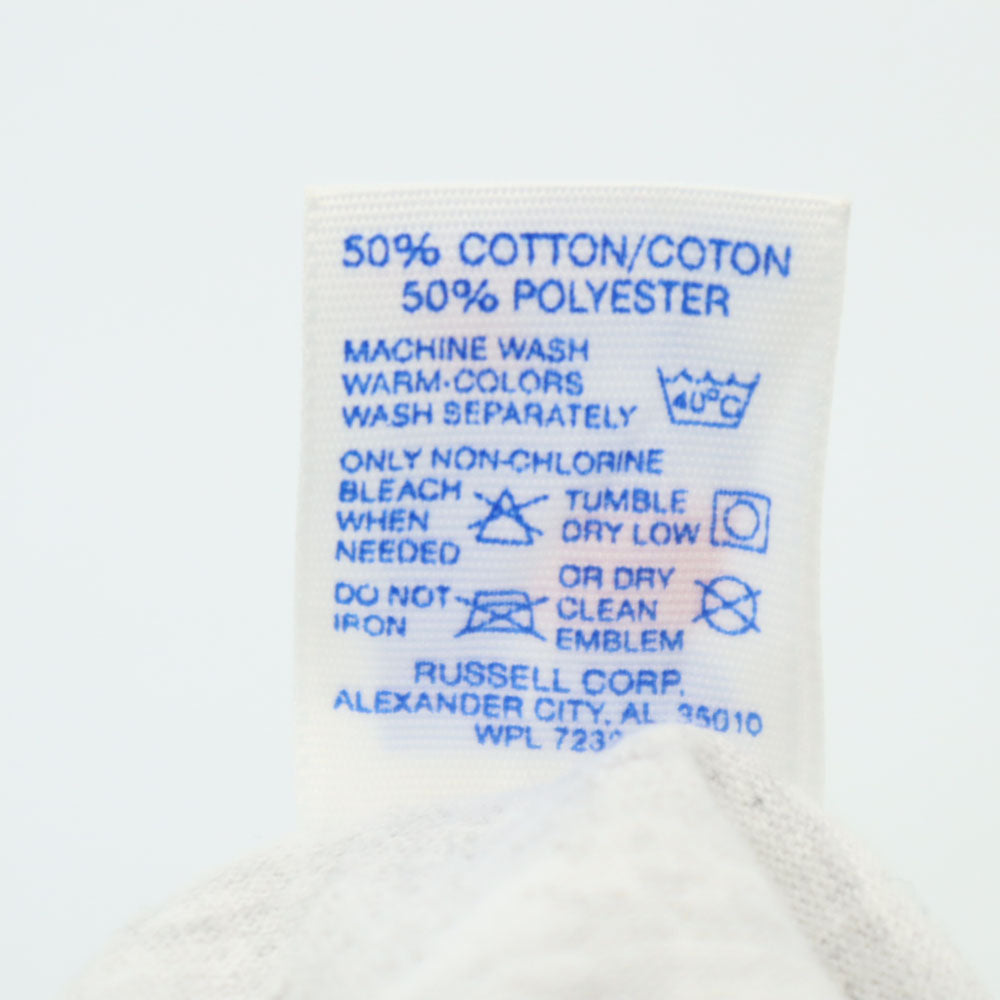 50% COTTON/COTON
50% POLYESTER
MACHINE WASH
WARM·COLORS
WASH SEPARATELY
40°C
ONLY NON-CHLORINE
BLEACH
WHEN
NEEDED
TUMBLE
DRY LOW
DO NOT
IRON
OR DRY
CLEAN
EMBLEM
RUSSELL CORP.
ALEXANDER CITY, AL 35010
WPL